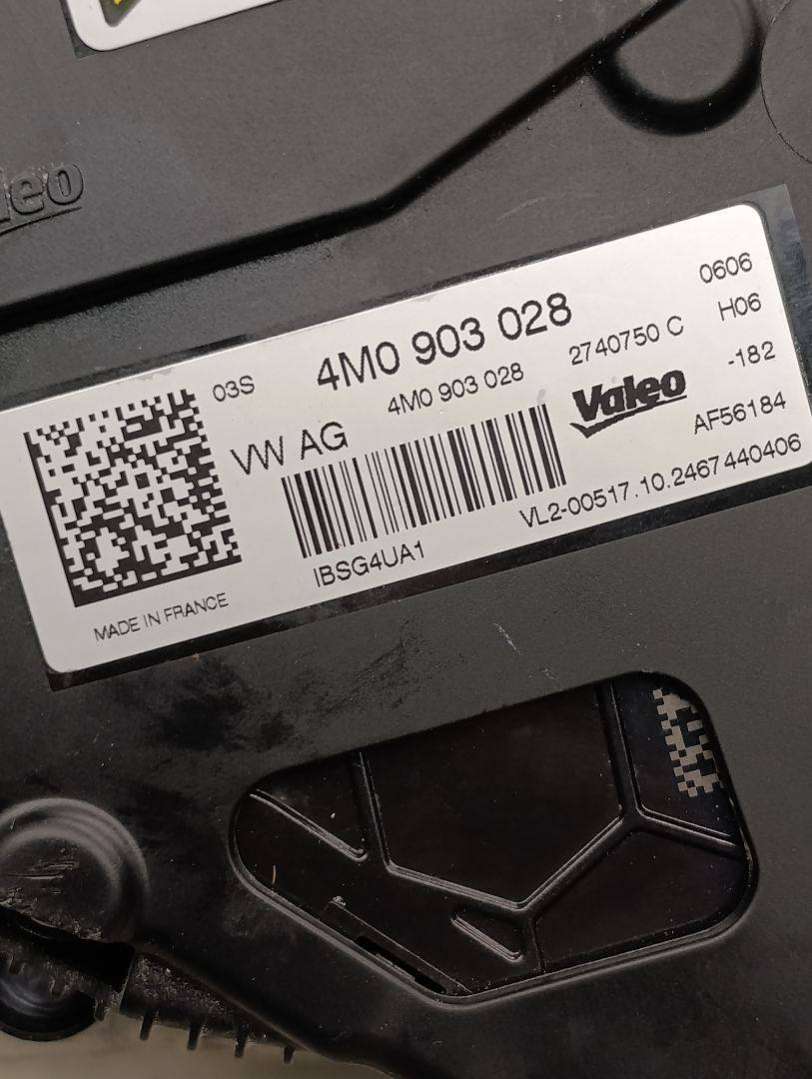 03S
4M0 903 028
4M0 903 028
2740750 C
0606
H06
-182
VW AG
Valeo
AF56184
VL2-00517.10.2467440406
IBSG4UA1
MADE IN FRANCE